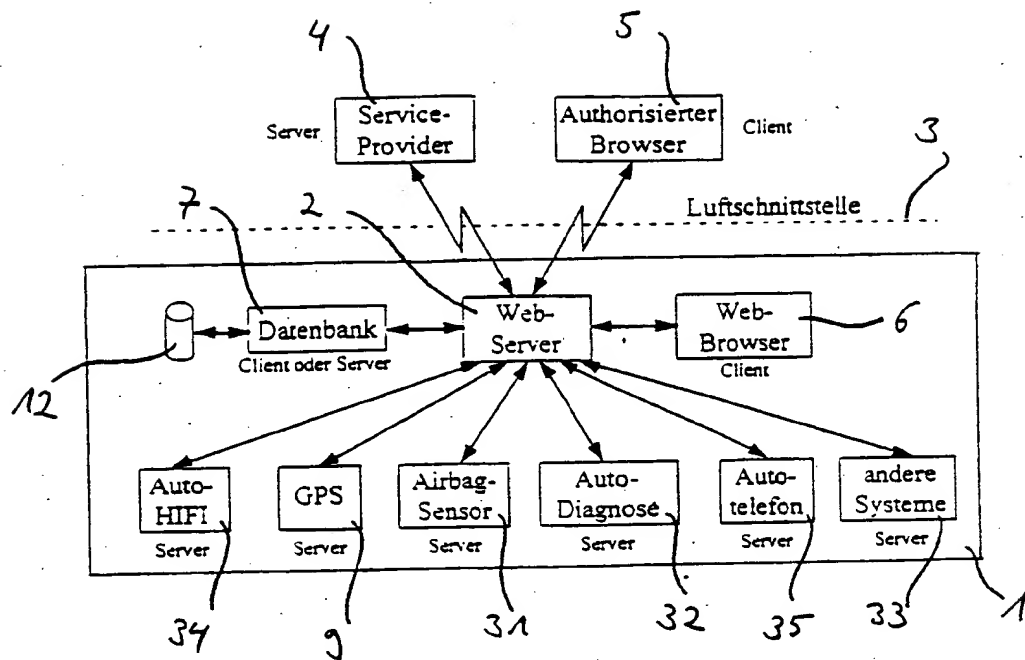 4
5
Server
Service-
Provider
Authorisierter
Browser
Client
3
7
2
Luftschnittstelle
Datenbank
Client oder Server
Web-
Server
Web-
Browser
Client
6
12
Auto-
HIFI
Server
GPS
Server
Airbag-
Sensor
Server
Auto-
Diagnose
Server
Auto-
telefon
Server
andere
Systeme
Server
34
9
31
32
35
33
1